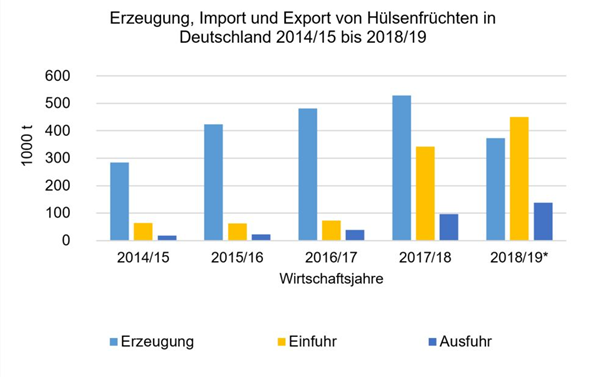 Erzeugung, Import und Export von Hülsenfrüchten in
Deutschland 2014/15 bis 2018/19
600
500
400
300
200
100
0
1000 t
2014/15 2015/16 2016/17 2017/18 2018/19*
Wirtschaftsjahre
Erzeugung Einfuhr Ausfuhr